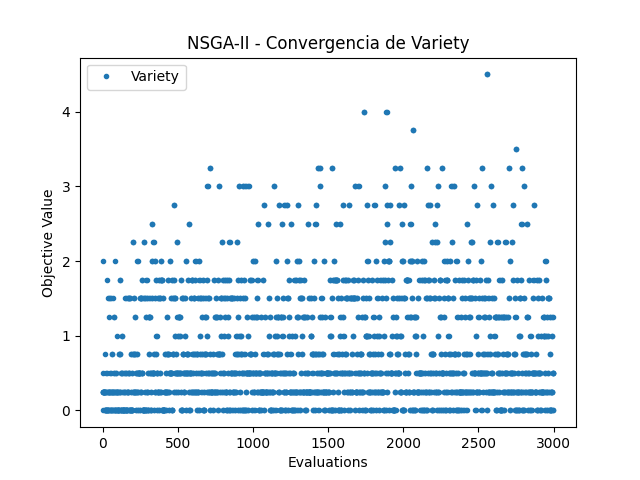 NSGA-II - Convergencia de Variety
Variety
Objective Value
4
3
2
1
0
0 500 1000 1500 2000 2500 3000
Evaluations